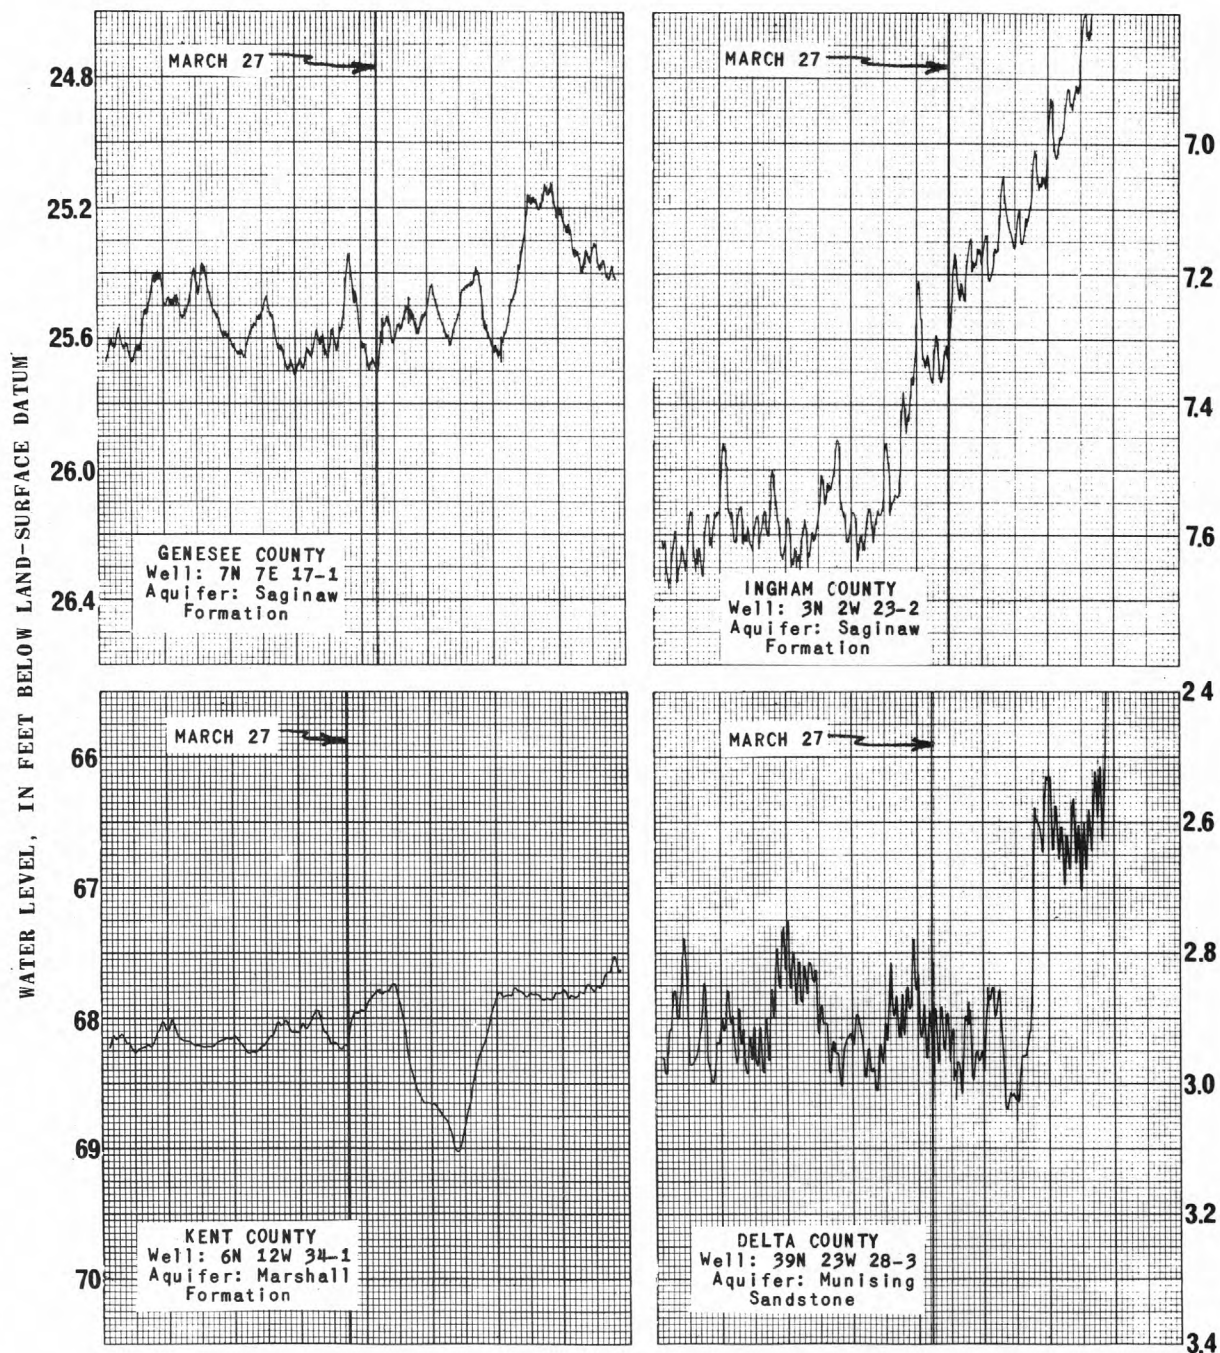 WATER LEVEL, IN FEET BELOW LAND-SURFACE DATUM
MARCH 27
24.8
25.2
25.6
26.0
26.4
GENESEE COUNTY
Well: 7N 7E 17-1
Aquifer: Saginaw
Formation
MARCH 27
7.0
7.2
7.4
7.6
INGHAM COUNTY
Well: 3N 2W 23-2
Aquifer: Saginaw
Formation
MARCH 27
66
67
68
69
70
KENT COUNTY
Well: 6N 12W 34-1
Aquifer: Marshall
Formation
MARCH 27
2.4
2.6
2.8
3.0
3.2
3.4
DELTA COUNTY
Well: 39N 23W 28-3
Aquifer: Munising
Sandstone